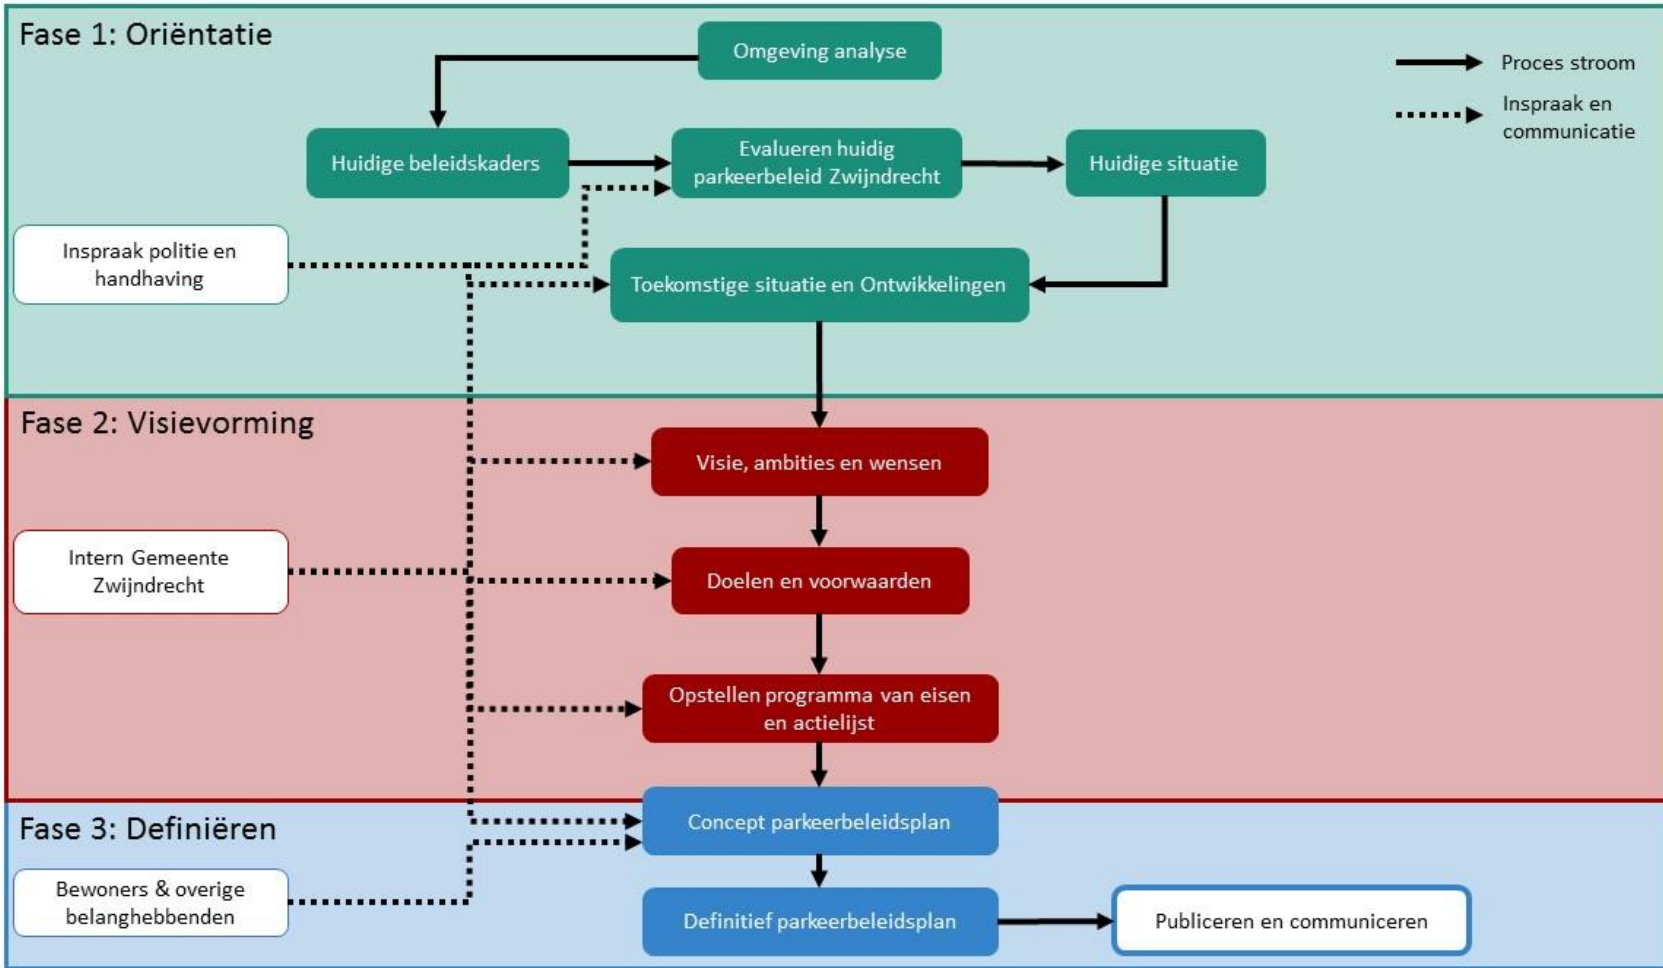 Fase 1: Oriëntatie
Omgeving analyse
Proces stroom
Inspraak en
communicatie
Huidige beleidskaders
Evalueren huidig
parkeerbeleid Zwijndrecht
Huidige situatie
Inspraak politie en
handhaving
Toekomstige situatie en Ontwikkelingen
Fase 2: Visievorming
Visie, ambities en wensen
Intern Gemeente
Zwijndrecht
Doelen en voorwaarden
Opstellen programma van eisen
en actielijst
Fase 3: Definiëren
Concept parkeerbeleidsplan
Bewoners & overige
belanghebbenden
Definitief parkeerbeleidsplan
Publiceren en communiceren